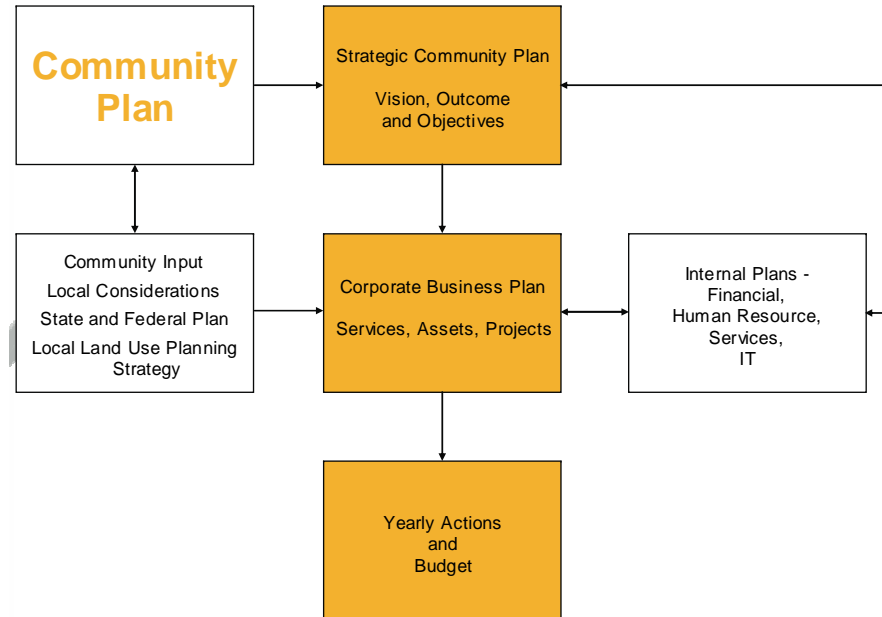 Community
Plan
Strategic Community Plan
Vision, Outcome
and Objectives
Community Input
Local Considerations
State and Federal Plan
Local Land Use Planning
Strategy
Corporate Business Plan
Services, Assets, Projects
Internal Plans -
Financial,
Human Resource,
Services,
IT
Yearly Actions
and
Budget